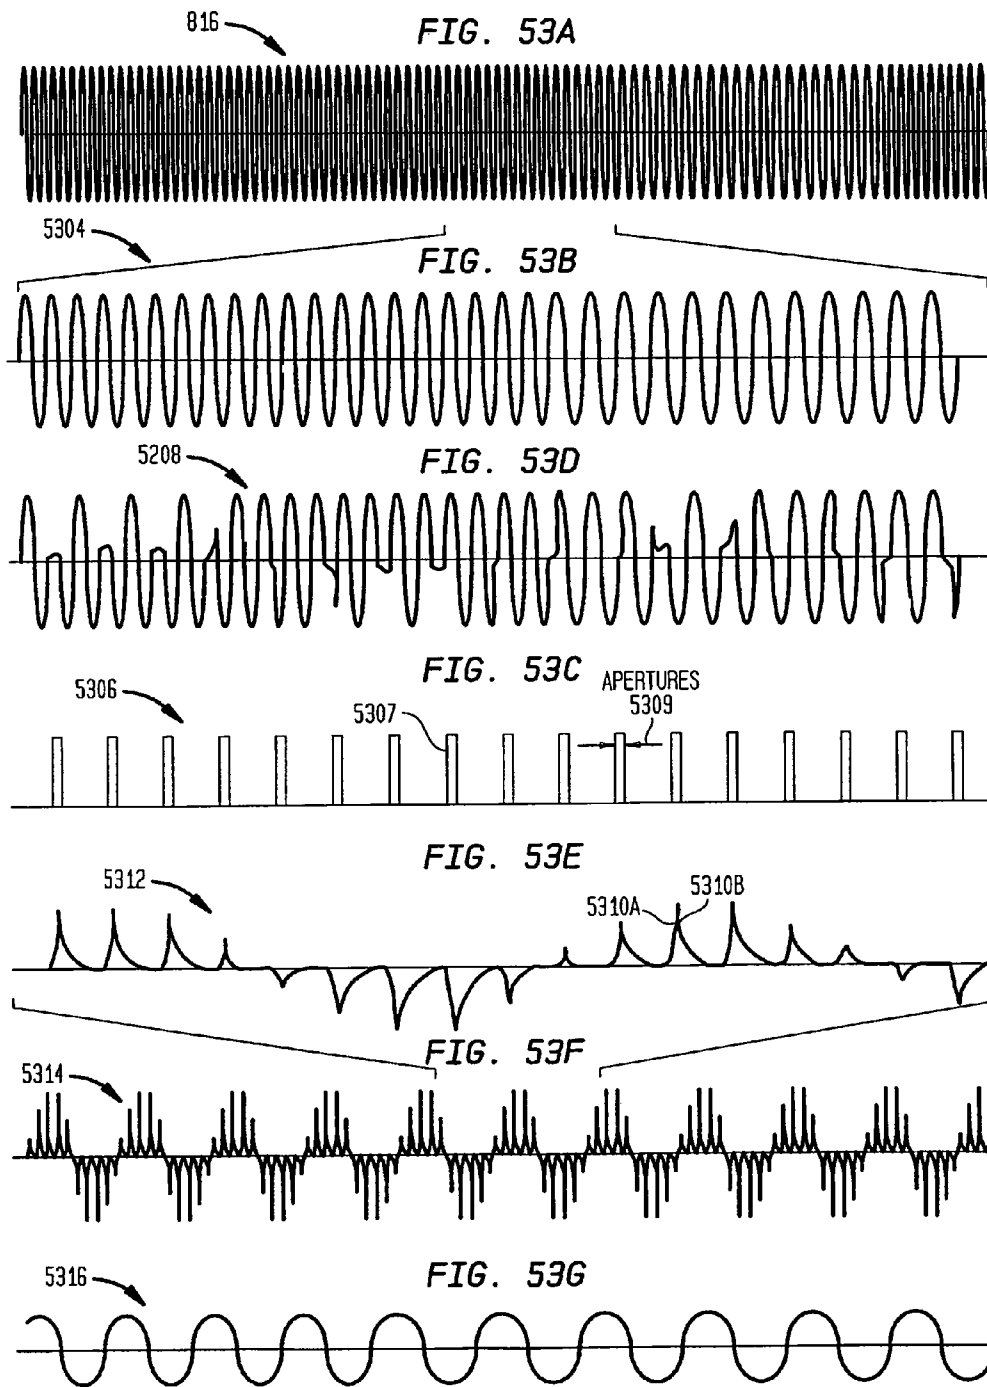 816
FIG. 53A
5304
FIG. 53B
5208
FIG. 53D
FIG. 53C
5306
5307
APERTURES
5309
FIG. 53E
5312
5310A
5310B
FIG. 53F
5314
FIG. 53G
5316